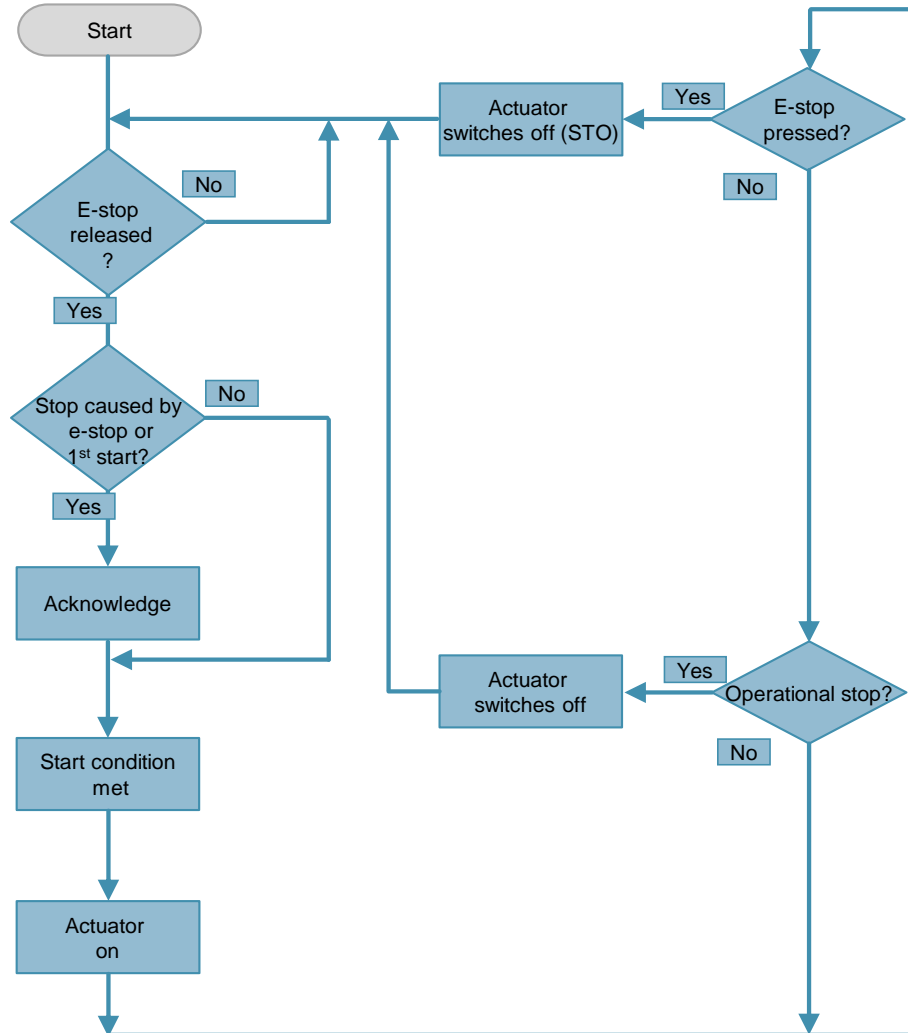 Start
Actuator
switches off (STO)
Yes
E-stop
pressed?
No
No
E-stop
released
?
Yes
Stop caused by
e-stop or
1st start?
No
Yes
Acknowledge
Actuator
switches off
Yes
Operational stop?
No
Start condition
met
Actuator
on